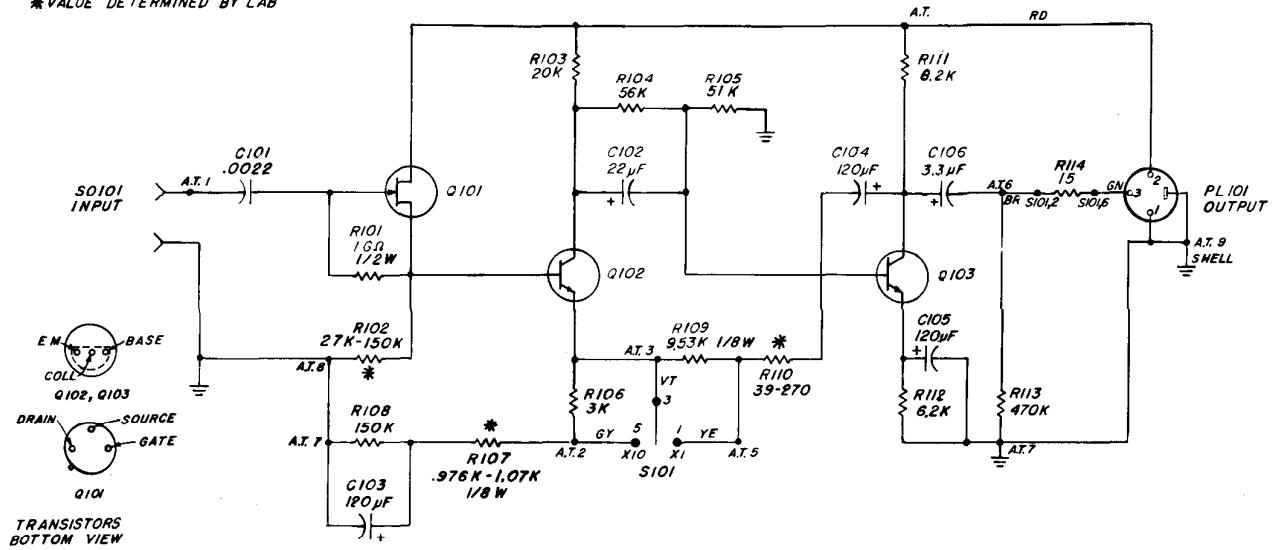 *VALUE DETERMINED BY LAB
A.T.
RD
R103
20K
R104
56K
R105
51K
R111
8.2K
C101
.0022
A.T. 1
SO101
INPUT
Q101
C102
22µF
+
C104
120µF
+
C106
3.3µF
+
A.T.6
BR
S101,2
R114
15
S101,6
GN
3
2
1
PL101
OUTPUT
A.T. 9
SHELL
R101
1GΩ
1/2W
Q102
Q103
EM
BASE
COLL
Q102, Q103
R102
27K-150K
*
A.T.8
A.T. 3
R109
9.53K 1/8W
*
R110
39-270
C105
120µF
+
VT
3
R106
3K
R112
6.2K
R113
470K
DRAIN
SOURCE
GATE
Q101
R108
150K
A.T. 7
*
R107
.976K-1.07K
1/8W
A.T.2
GY
5
X10
S101
1
X1
YE
A.T.5
A.T.7
C103
120µF
+
TRANSISTORS
BOTTOM VIEW